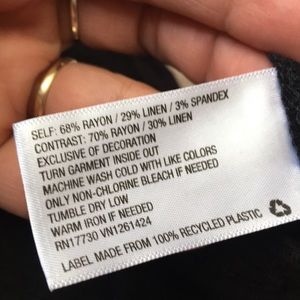 SELF: 68% RAYON / 29% LINEN / 3% SPANDEX
CONTRAST: 70% RAYON / 30% LINEN
EXCLUSIVE OF DECORATION
TURN GARMENT INSIDE OUT
MACHINE WASH COLD WITH LIKE COLORS
ONLY NON-CHLORINE BLEACH IF NEEDED
TUMBLE DRY LOW
WARM IRON IF NEEDED
RN17730 VN1261424
LABEL MADE FROM 100% RECYCLED PLASTIC